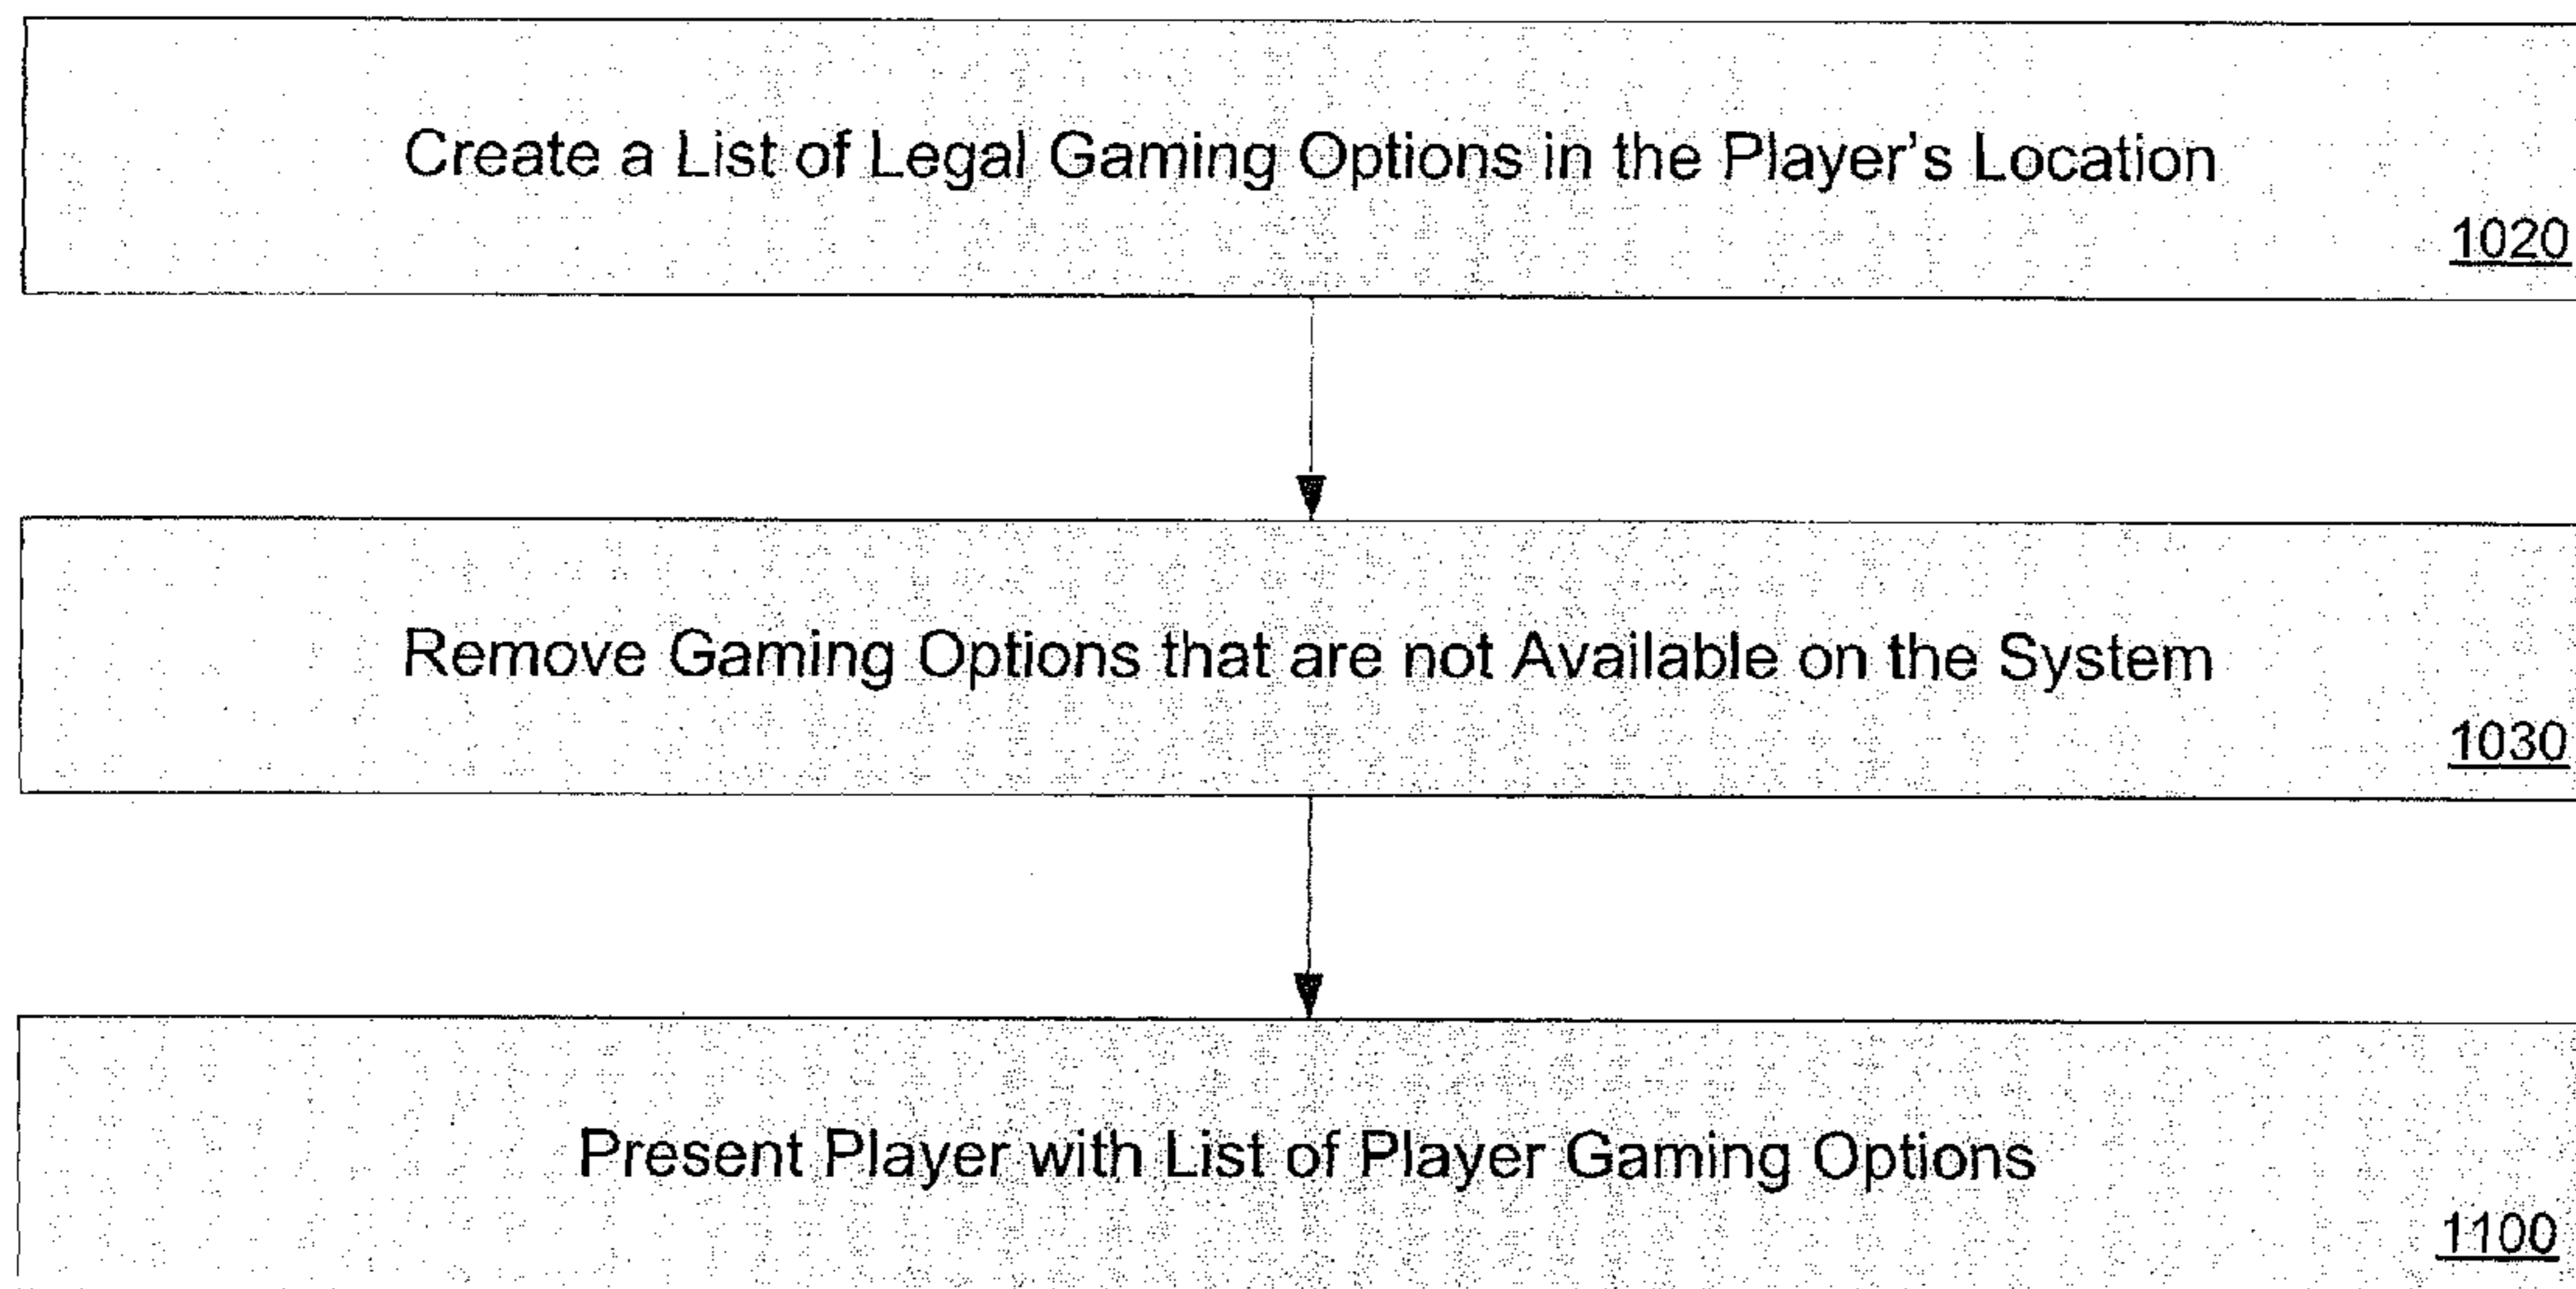 Create a List of Legal Gaming Options in the Player's Location
1020
Remove Gaming Options that are not Available on the System
1030
Present Player with List of Player Gaming Options
1100